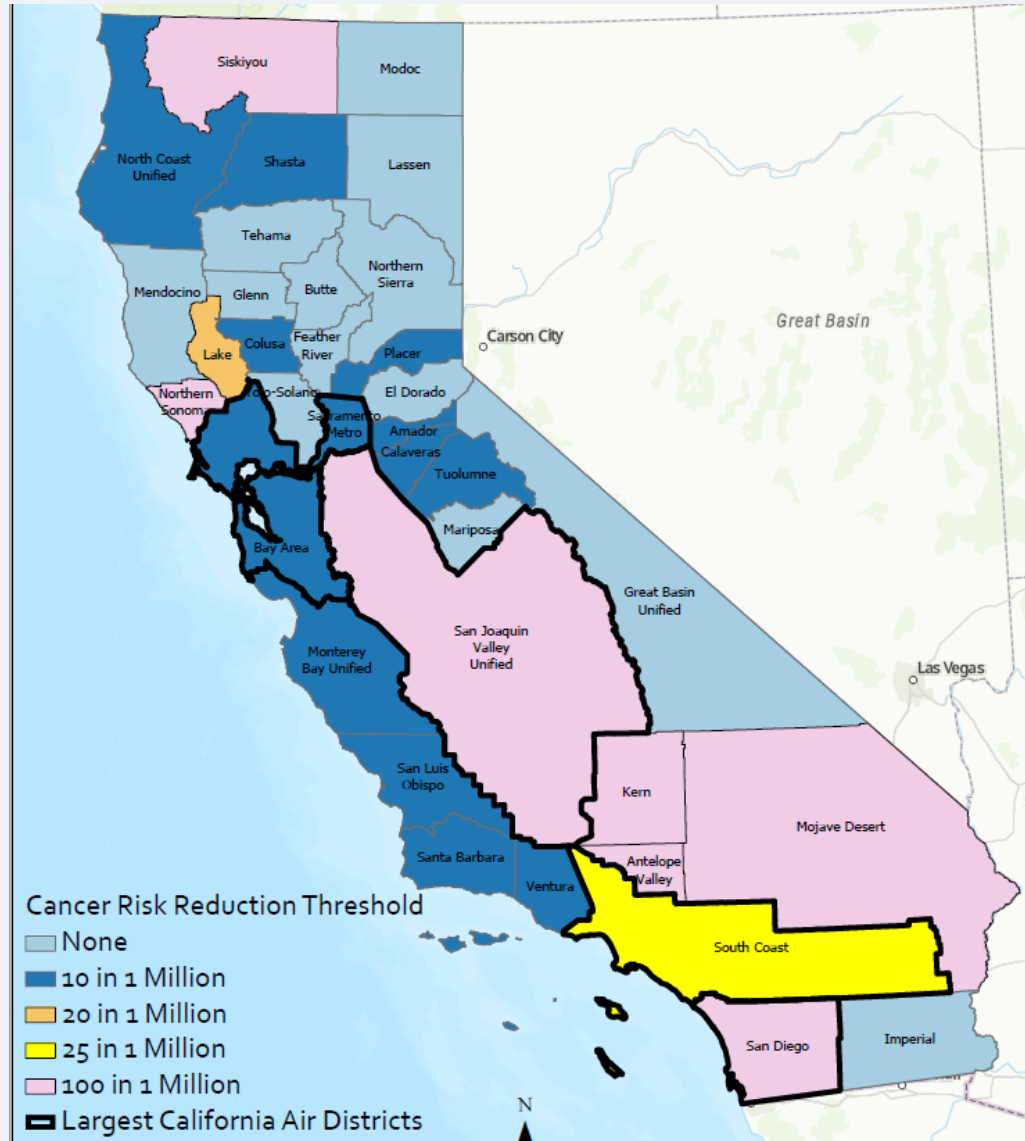 Siskiyou
Modoc
North Coast
Unified
Shasta
Lassen
Tehama
Northern
Sierra
Mendocino
Glenn
Butte
Lake
Colusa
Feather
River
Placer
Carson City
Great Basin
Northern
Sonoma
Yolo-Solano
El Dorado
Sacramento
Metro
Amador
Calaveras
Tuolumne
Mariposa
Bay Area
Great Basin
Unified
San Joaquin
Valley
Unified
Monterey
Bay Unified
Las Vegas
San Luis
Obispo
Kern
Mojave Desert
Santa Barbara
Ventura
Antelope
Valley
South Coast
San Diego
Imperial
Cancer Risk Reduction Threshold
None
10 in 1 Million
20 in 1 Million
25 in 1 Million
100 in 1 Million
Largest California Air Districts
N